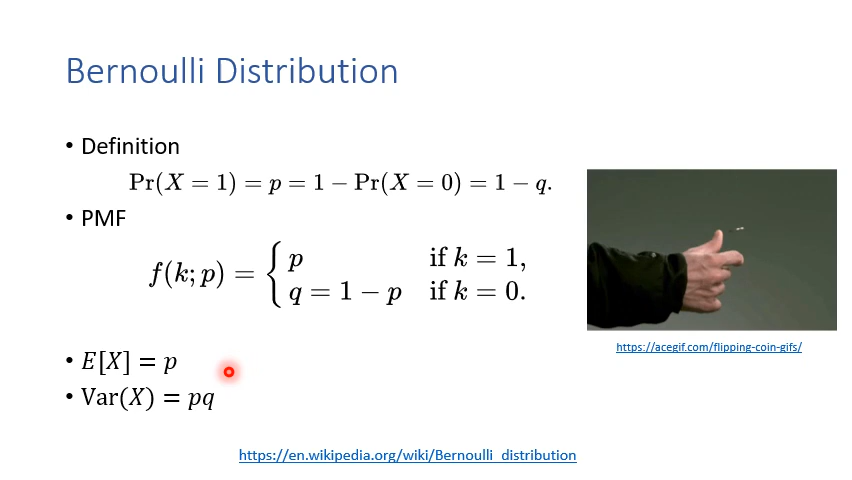 Bernoulli Distribution
• Definition
Pr(X = 1) = p = 1 − Pr(X = 0) = 1 − q.
• PMF
f(k; p) = { p if k = 1,
q = 1 − p if k = 0.
https://acegif.com/flipping-coin-gifs/
• E[X] = p
• Var(X) = pq
https://en.wikipedia.org/wiki/Bernoulli_distribution